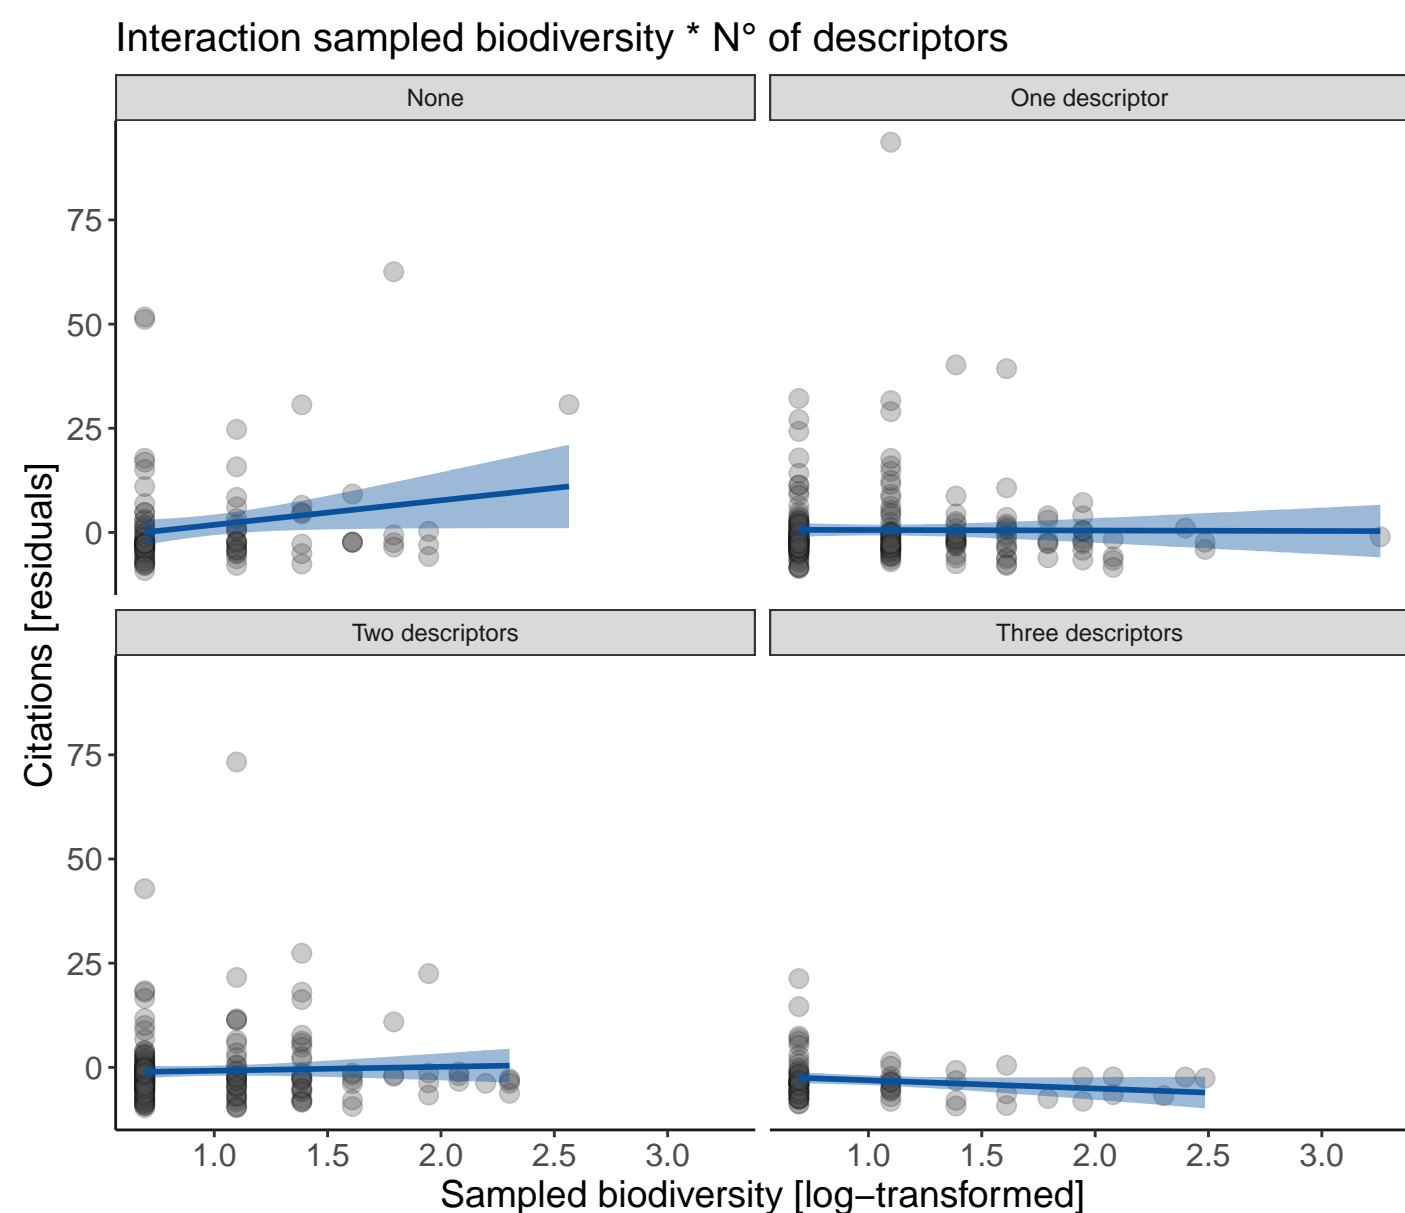 Interaction sampled biodiversity * N° of descriptors
None
One descriptor
75
50
25
0
Two descriptors
Three descriptors
75
50
25
0
Citations [residuals]
1.0 1.5 2.0 2.5 3.0
1.0 1.5 2.0 2.5 3.0
Sampled biodiversity [log−transformed]